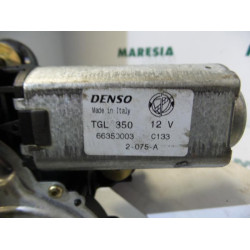 MARESIA
DENSO
Made in Italy
TGL 350 12 V
66350003 C133
2-075-A